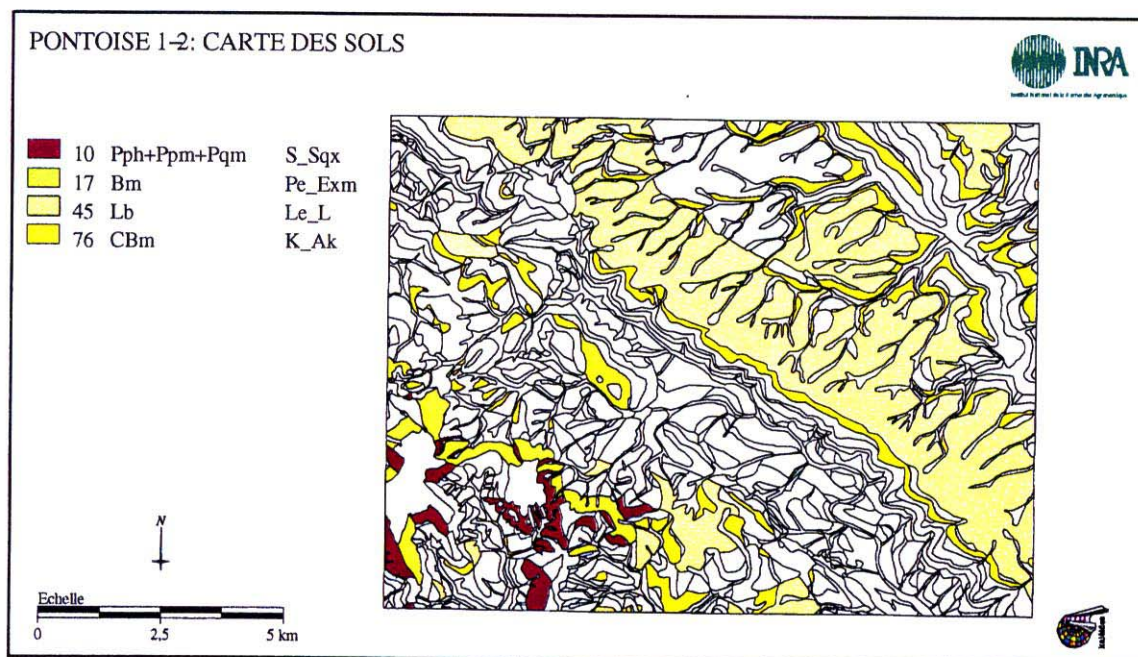 PONTOISE 1-2: CARTE DES SOLS
INRA
10 Pph+Ppm+Pqm S_Sqx
17 Bm Pe_Exm
45 Lb Le_L
76 CBm K_Ak
N
Echelle
0 2,5 5 km